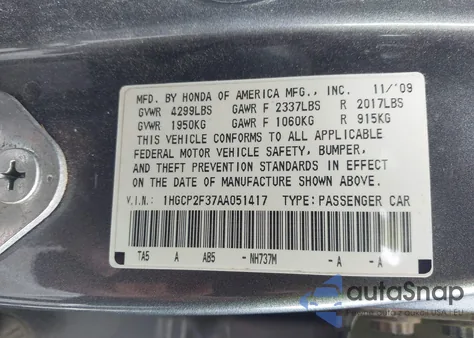 MFD. BY HONDA OF AMERICA MFG., INC. 11/'09
GVWR 4299LBS GAWR F 2337LBS R 2017LBS
GVWR 1950KG GAWR F 1060KG R 915KG
THIS VEHICLE CONFORMS TO ALL APPLICABLE
FEDERAL MOTOR VEHICLE SAFETY, BUMPER,
AND THEFT PREVENTION STANDARDS IN EFFECT
ON THE DATE OF MANUFACTURE SHOWN ABOVE.
V.I.N.: 1HGCP2F37AA051417 TYPE: PASSENGER CAR
TA5 A AB5 - NH737M - A - A
autoSnap